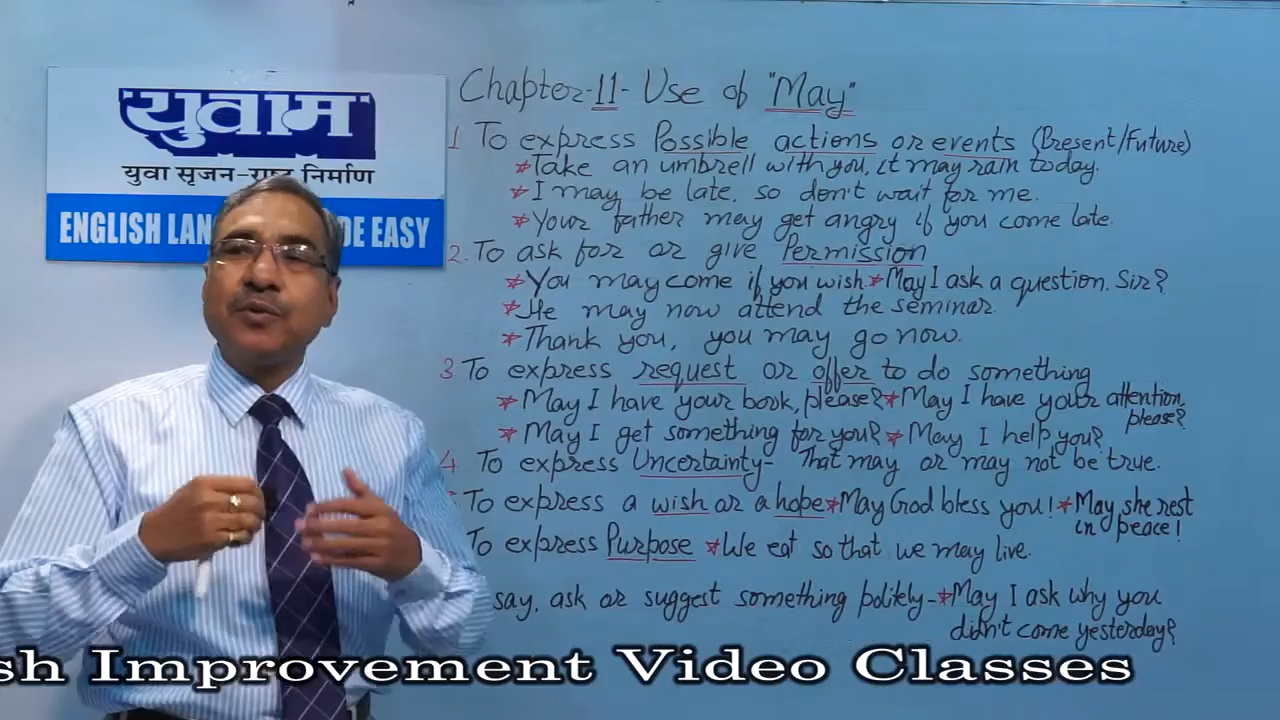 युवाम
युवा सृजन-राष्ट्र निर्माण
ENGLISH LAN DE EASY
Chapter-11- Use of "May"
1 To express Possible actions or events (Present/Future)
*Take an umbrell with you, it may rain today.
*I may be late, so don't wait for me.
*Your father may get angry if you come late.
2. To ask for or give Permission
*You may come if you wish.*May I ask a question, Sir?
*He may now attend the seminar.
*Thank you, you may go now.
3 To express request or offer to do something
*May I have your book, please?*May I have your attention, please?
*May I get something for you?*May I help you?
4 To express Uncertainty- That may or may not be true.
To express a wish or a hope*May God bless you! *May she rest in peace!
To express Purpose *We eat so that we may live.
say, ask or suggest something politely-*May I ask why you didn't come yesterday?
sh Improvement Video Classes